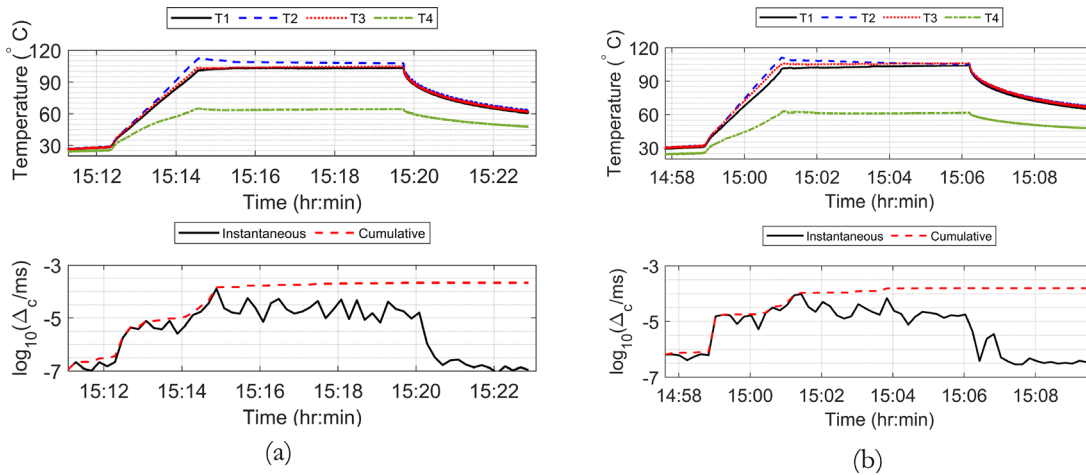 T1 T2 T3 T4
Temperature (° C)
120
90
60
30
15:12 15:14 15:16 15:18 15:20 15:22
Time (hr:min)
Instantaneous Cumulative
log10(Δc/ms)
-3
-5
-7
15:12 15:14 15:16 15:18 15:20 15:22
Time (hr:min)
(a)
T1 T2 T3 T4
Temperature (° C)
120
90
60
30
14:58 15:00 15:02 15:04 15:06 15:08
Time (hr:min)
Instantaneous Cumulative
log10(Δc/ms)
-3
-5
-7
14:58 15:00 15:02 15:04 15:06 15:08
Time (hr:min)
(b)